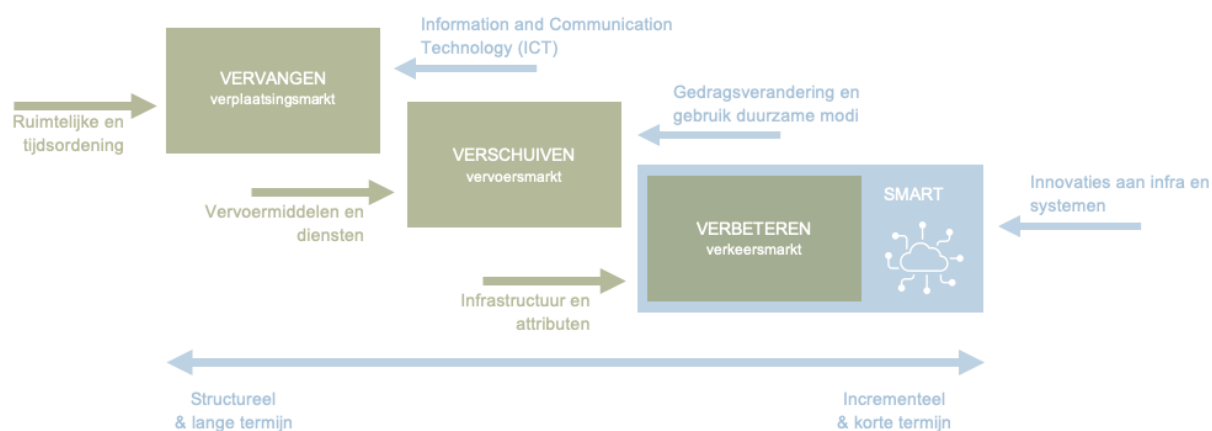 Information and Communication
Technology (ICT)
VERVANGEN
verplaatsingsmarkt
Ruimtelijke en
tijdsordening
Gedragsverandering en
gebruik duurzame modi
VERSCHUIVEN
vervoersmarkt
Vervoermiddelen en
diensten
Innovaties aan infra en
systemen
SMART
VERBETEREN
verkeersmarkt
Infrastructuur en
attributen
Structureel
& lange termijn
Incrementeel
& korte termijn